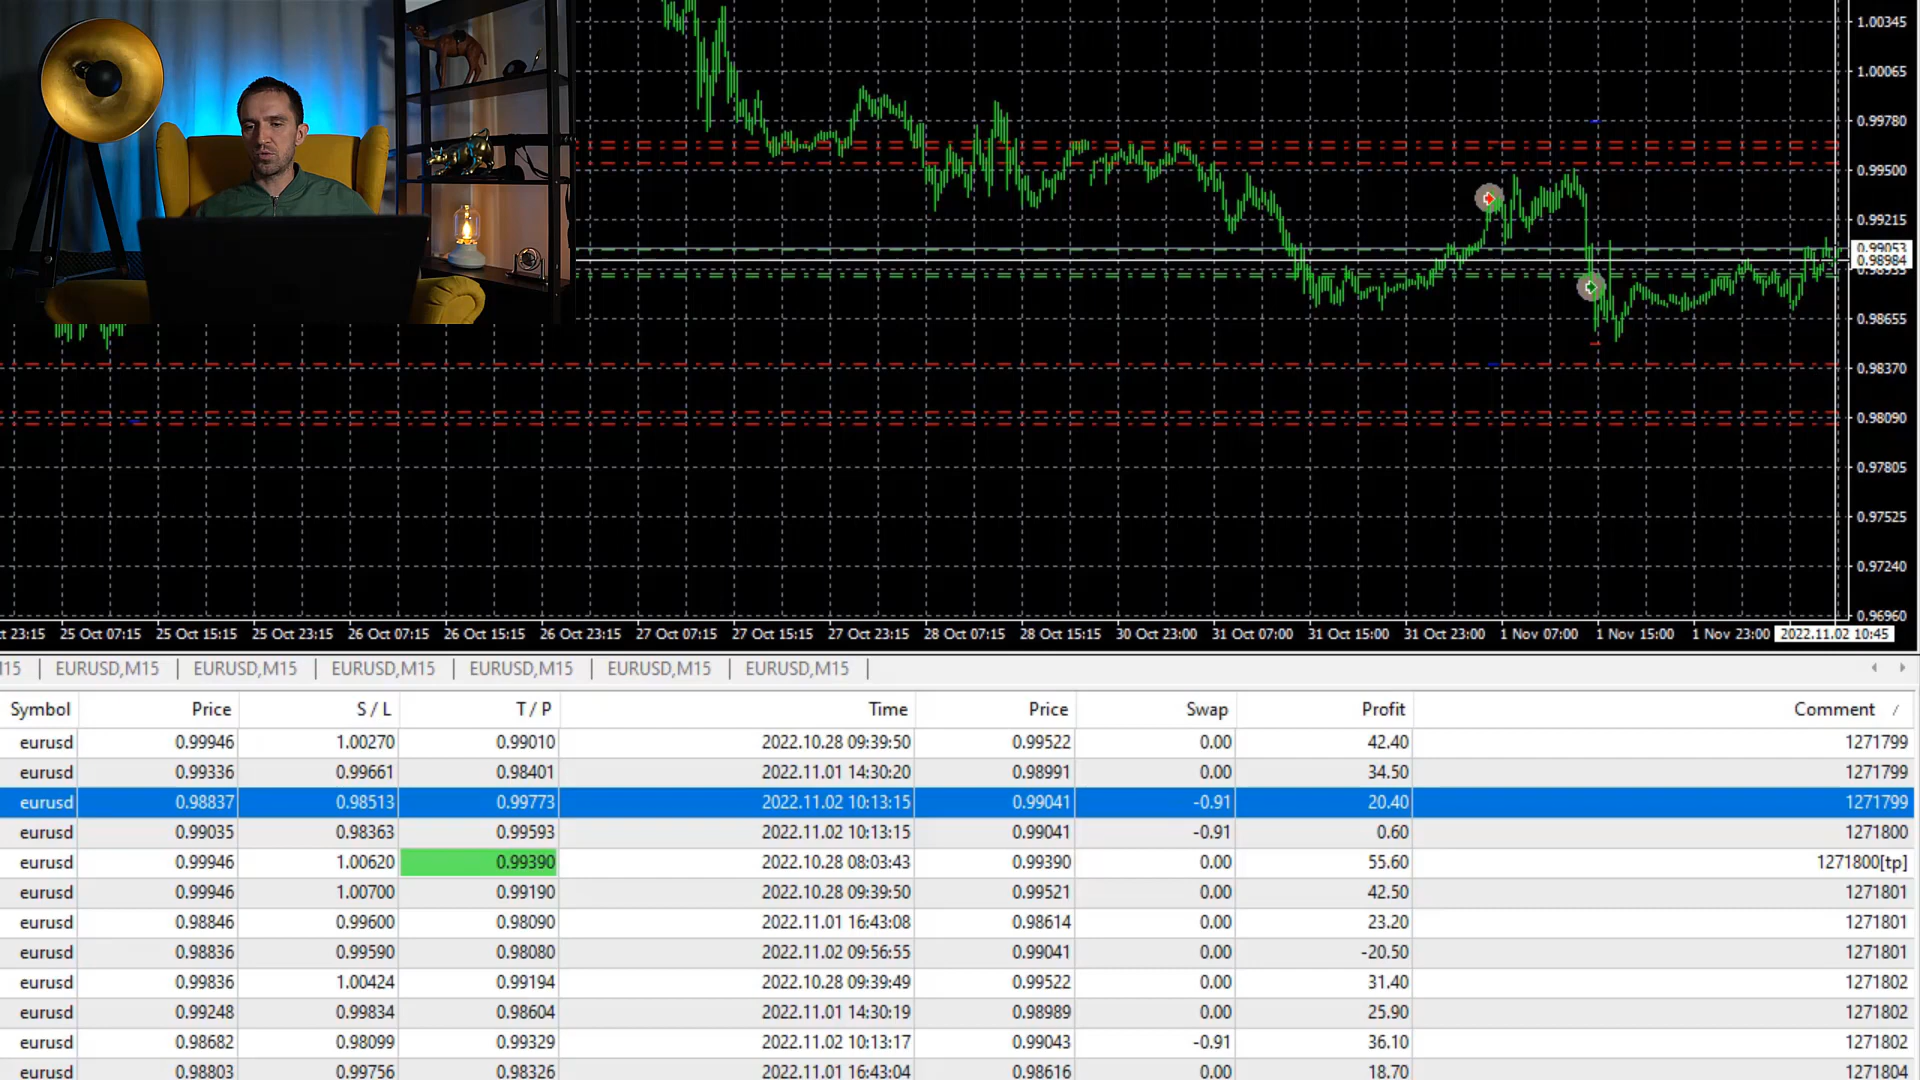 1.00345
1.00065
0.99780
0.99500
0.99215
0.99053
0.98984
0.98655
0.98370
0.98090
0.97805
0.97525
0.97240
0.96960
ct 23:15 25 Oct 07:15 25 Oct 15:15 25 Oct 23:15 26 Oct 07:15 26 Oct 15:15 26 Oct 23:15 27 Oct 07:15 27 Oct 15:15 27 Oct 23:15 28 Oct 07:15 28 Oct 15:15 30 Oct 23:00 31 Oct 07:00 31 Oct 15:00 31 Oct 23:00 1 Nov 07:00 1 Nov 15:00 1 Nov 23:00 2022.11.02 10:45
15 | EURUSD,M15 | EURUSD,M15 | EURUSD,M15 | EURUSD,M15 | EURUSD,M15 | EURUSD,M15 |
Symbol Price S / L T / P Time Price Swap Profit Comment /
eurusd 0.99946 1.00270 0.99010 2022.10.28 09:39:50 0.99522 0.00 42.40 1271799
eurusd 0.99336 0.99661 0.98401 2022.11.01 14:30:20 0.98991 0.00 34.50 1271799
eurusd 0.98837 0.98513 0.99773 2022.11.02 10:13:15 0.99041 -0.91 20.40 1271799
eurusd 0.99035 0.98363 0.99593 2022.11.02 10:13:15 0.99041 -0.91 0.60 1271800
eurusd 0.99946 1.00620 0.99390 2022.10.28 08:03:43 0.99390 0.00 55.60 1271800[tp]
eurusd 0.99946 1.00700 0.99190 2022.10.28 09:39:50 0.99521 0.00 42.50 1271801
eurusd 0.98846 0.99600 0.98090 2022.11.01 16:43:08 0.98614 0.00 23.20 1271801
eurusd 0.98836 0.99590 0.98080 2022.11.02 09:56:55 0.99041 0.00 -20.50 1271801
eurusd 0.99836 1.00424 0.99194 2022.10.28 09:39:49 0.99522 0.00 31.40 1271802
eurusd 0.99248 0.99834 0.98604 2022.11.01 14:30:19 0.98989 0.00 25.90 1271802
eurusd 0.98682 0.98099 0.99329 2022.11.02 10:13:17 0.99043 -0.91 36.10 1271802
eurusd 0.98803 0.99756 0.98326 2022.11.01 16:43:04 0.98616 0.00 18.70 1271804